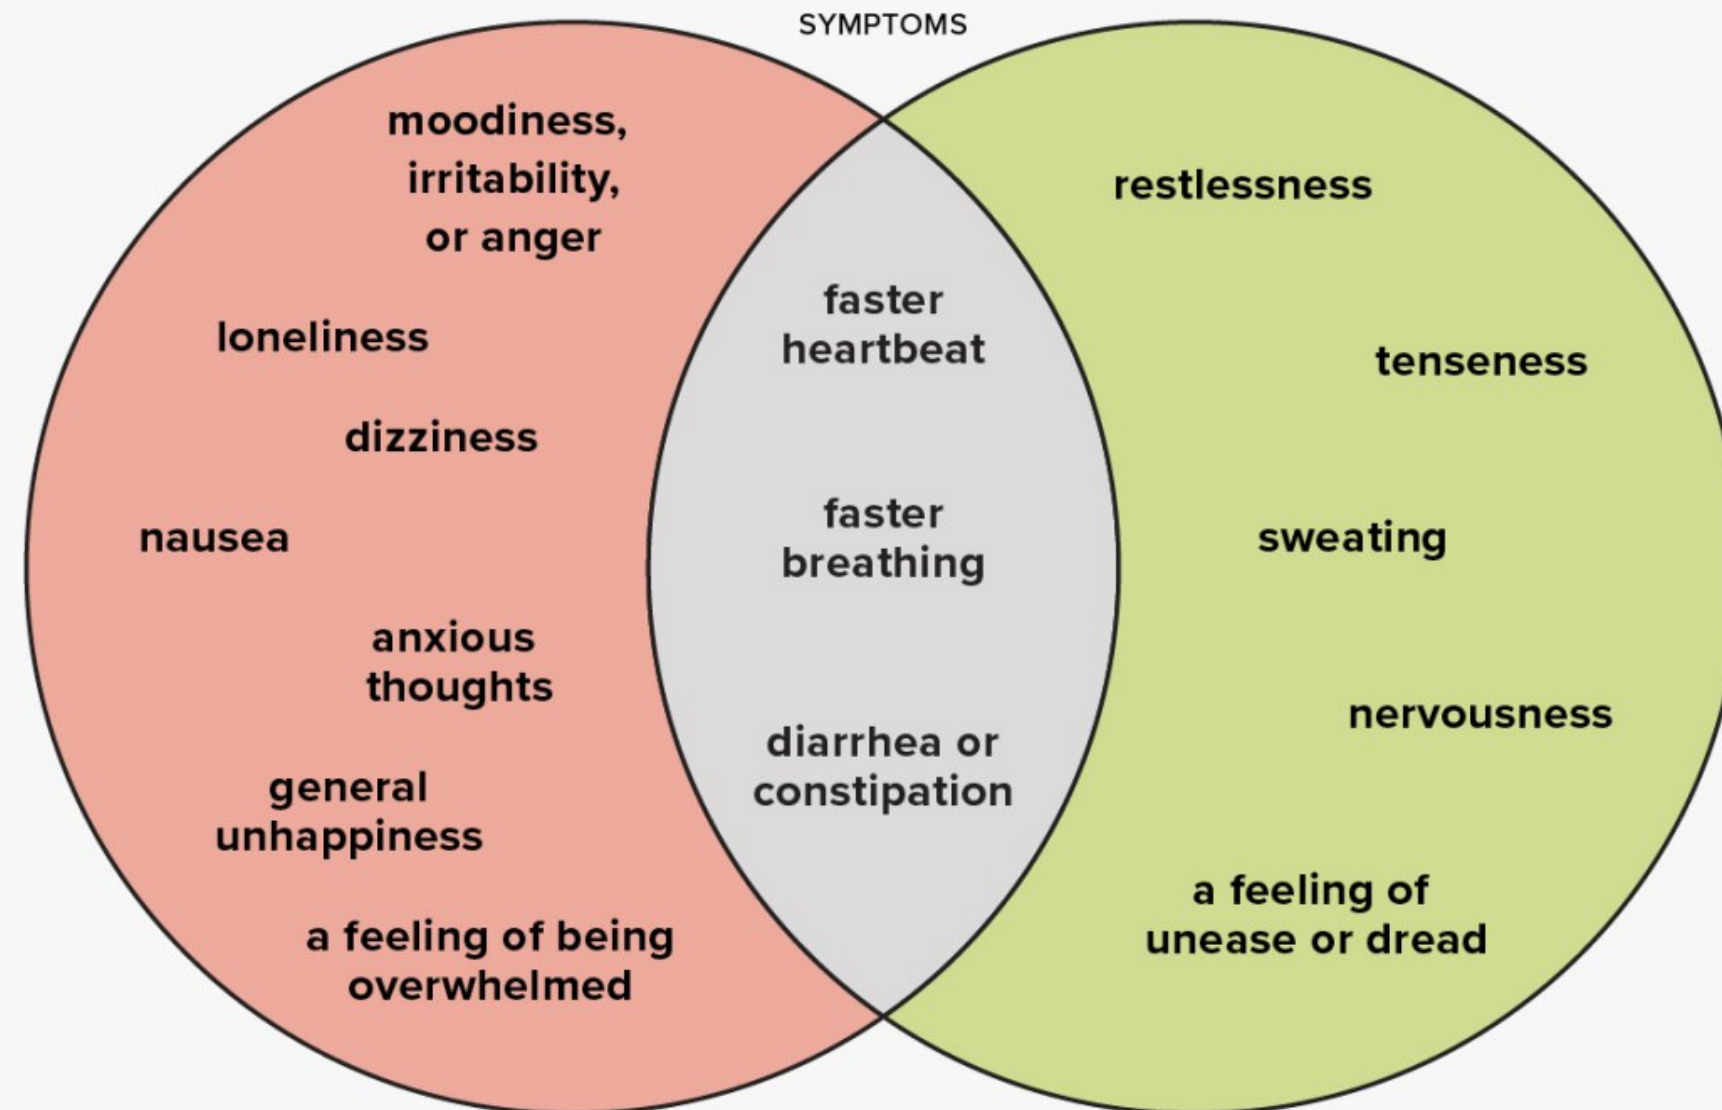 SYMPTOMS
moodiness,
irritability,
or anger
loneliness
dizziness
nausea
anxious
thoughts
general
unhappiness
a feeling of being
overwhelmed
faster
heartbeat
faster
breathing
diarrhea or
constipation
restlessness
tenseness
sweating
nervousness
a feeling of
unease or dread